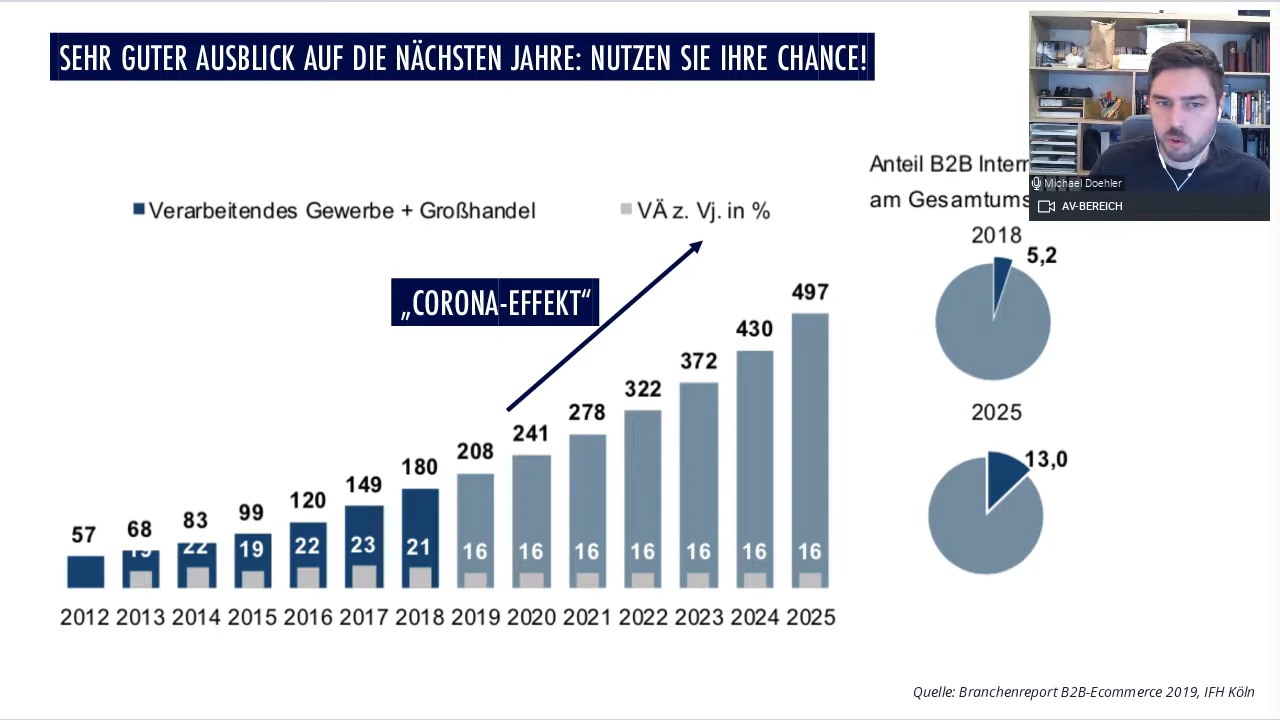 SEHR GUTER AUSBLICK AUF DIE NÄCHSTEN JAHRE: NUTZEN SIE IHRE CHANCE!
Michael Doehler
AV-BEREICH
Anteil B2B
am Gesamtums
Verarbeitendes Gewerbe + Großhandel
VÄ z. Vj. in %
„CORONA-EFFEKT“
57 68 83 99 120 149 180 208 241 278 322 372 430 497
19 22 19 22 23 21 16 16 16 16 16 16 16
2012 2013 2014 2015 2016 2017 2018 2019 2020 2021 2022 2023 2024 2025
2018
5,2
2025
13,0
Quelle: Branchenreport B2B-Ecommerce 2019, IFH Köln